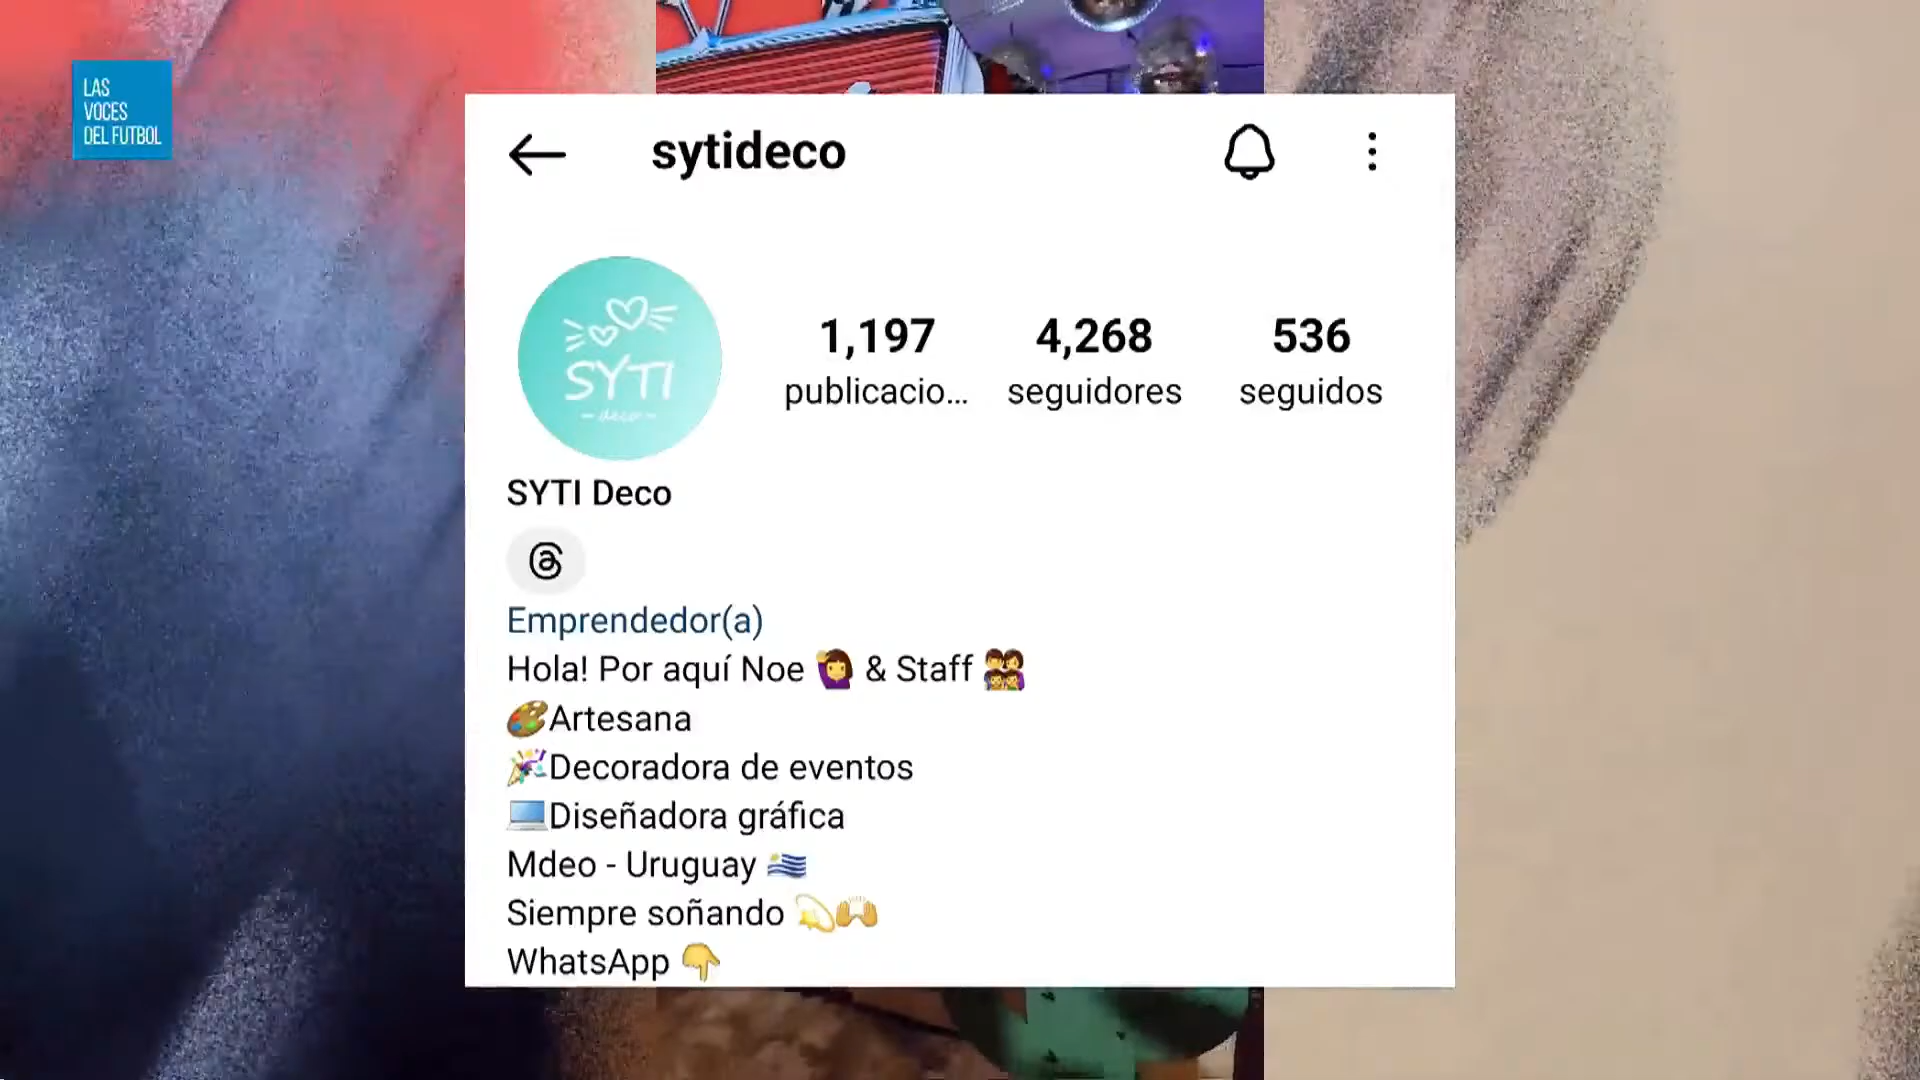 LAS
VOCES
DEL FUTBOL
sytideco
1,197 4,268 536
publicacio... seguidores seguidos
SYTI
deco
SYTI Deco
Emprendedor(a)
Hola! Por aquí Noe 🙋‍♀️ & Staff 👨‍👩‍👧‍👦
🎨Artesana
🎉Decoradora de eventos
💻Diseñadora gráfica
Mdeo - Uruguay 🇺🇾
Siempre soñando 💫🙌
WhatsApp 👇